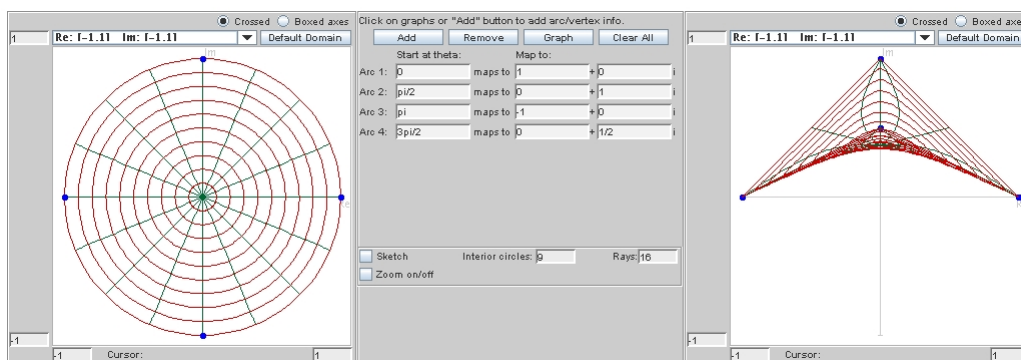 Crossed Boxed axes
1 Re: [-1,1] Im: [-1,1] Default Domain
Im
Re
-1
-1 Cursor: 1
Click on graphs or "Add" button to add arc/vertex info.
Add Remove Graph Clear All
Start at theta: Map to:
Arc 1: 0 maps to 1 + 0 i
Arc 2: pi/2 maps to 0 + 1 i
Arc 3: pi maps to -1 + 0 i
Arc 4: 3pi/2 maps to 0 + 1/2 i
Sketch Interior circles: 9 Rays: 16
Zoom on/off
Crossed Boxed axes
1 Re: [-1,1] Im: [-1,1] Default Domain
Im
-1
-1 Cursor: 1